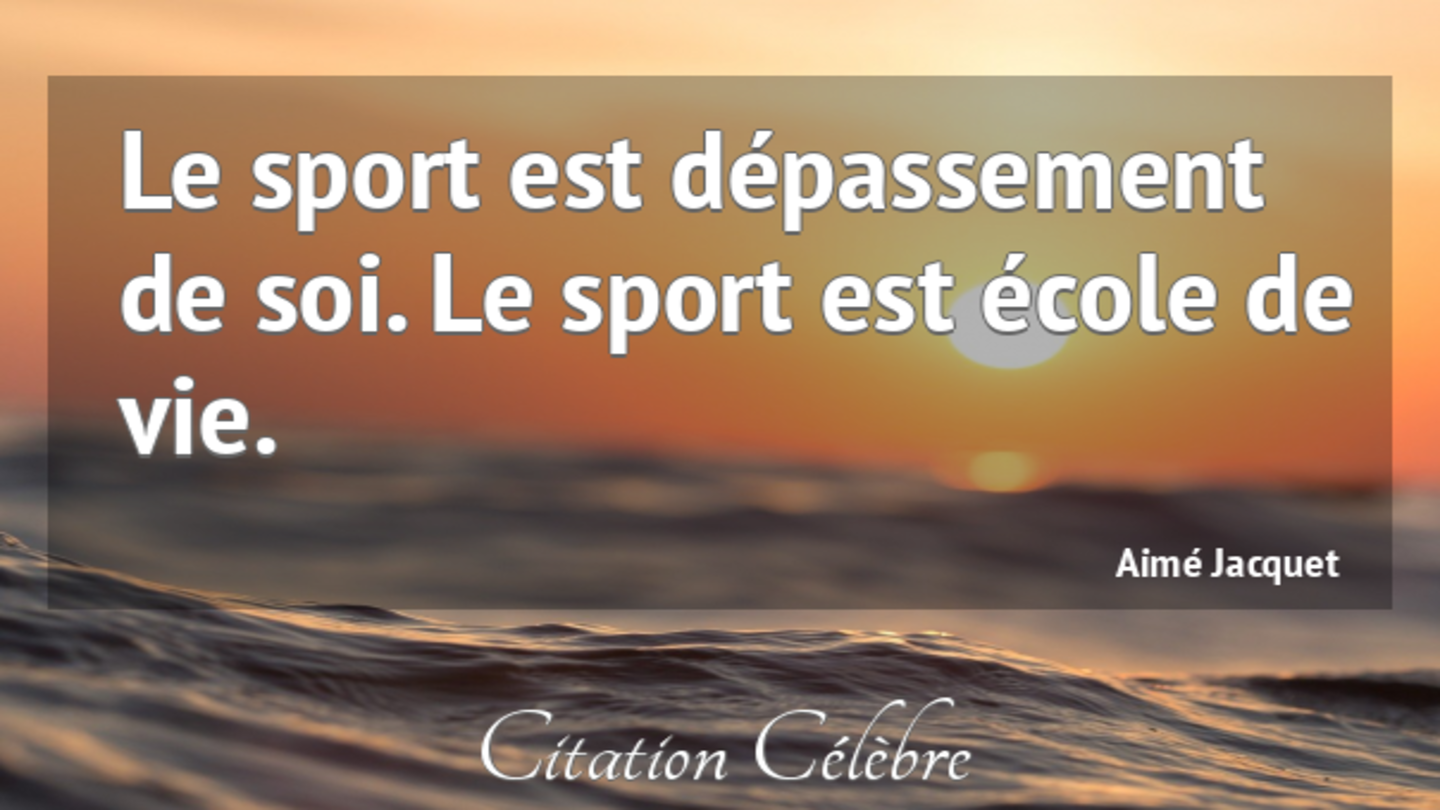 Le sport est dépassement
de soi. Le sport est école de
vie.
Aimé Jacquet
Citation Célèbre